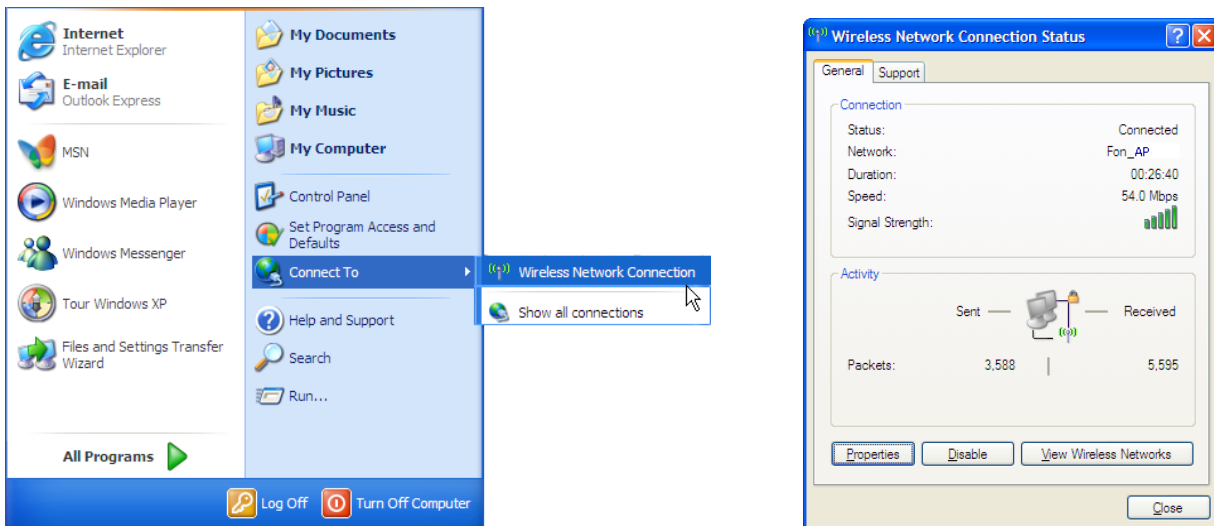 Internet
Internet Explorer
E-mail
Outlook Express
MSN
Windows Media Player
Windows Messenger
Tour Windows XP
Files and Settings Transfer
Wizard
All Programs
My Documents
My Pictures
My Music
My Computer
Control Panel
Set Program Access and
Defaults
Connect To
Help and Support
Search
Run...
Wireless Network Connection
Show all connections
Log Off
Turn Off Computer
Wireless Network Connection Status
General Support
Connection
Status: Connected
Network: Fon_AP
Duration: 00:26:40
Speed: 54.0 Mbps
Signal Strength:
Activity
Sent Received
Packets: 3,588 5,595
Properties Disable View Wireless Networks
Close